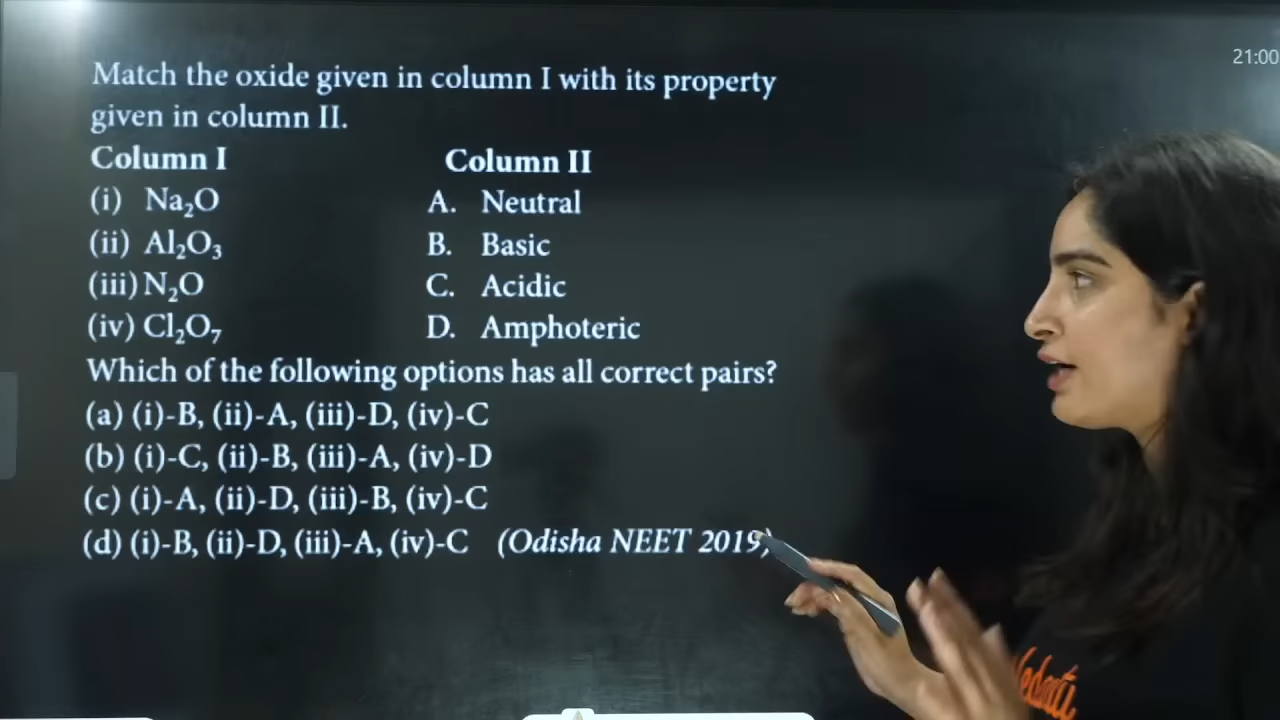 21:00
Match the oxide given in column I with its property
given in column II.
Column I Column II
(i) Na₂O A. Neutral
(ii) Al₂O₃ B. Basic
(iii) N₂O C. Acidic
(iv) Cl₂O₇ D. Amphoteric
Which of the following options has all correct pairs?
(a) (i)-B, (ii)-A, (iii)-D, (iv)-C
(b) (i)-C, (ii)-B, (iii)-A, (iv)-D
(c) (i)-A, (ii)-D, (iii)-B, (iv)-C
(d) (i)-B, (ii)-D, (iii)-A, (iv)-C (Odisha NEET 2019)